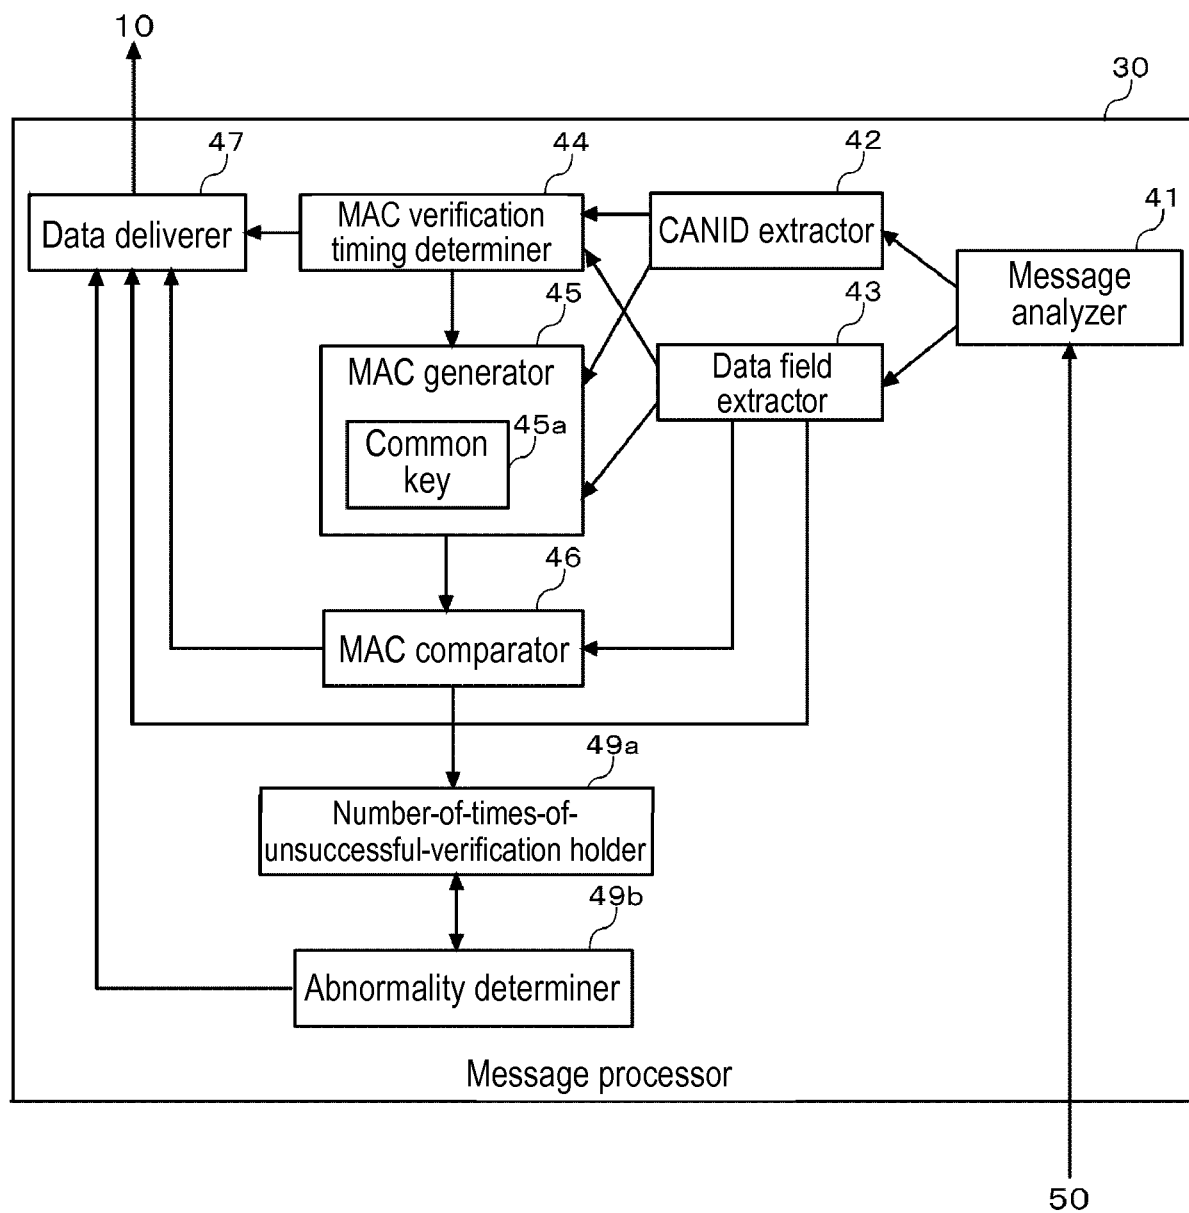 10
30
47
44
42
41
Data deliverer
MAC verification
timing determiner
CANID extractor
Message
analyzer
45
43
MAC generator
Data field
extractor
45a
Common
key
46
MAC comparator
49a
Number-of-times-of-
unsuccessful-verification holder
49b
Abnormality determiner
Message processor
50